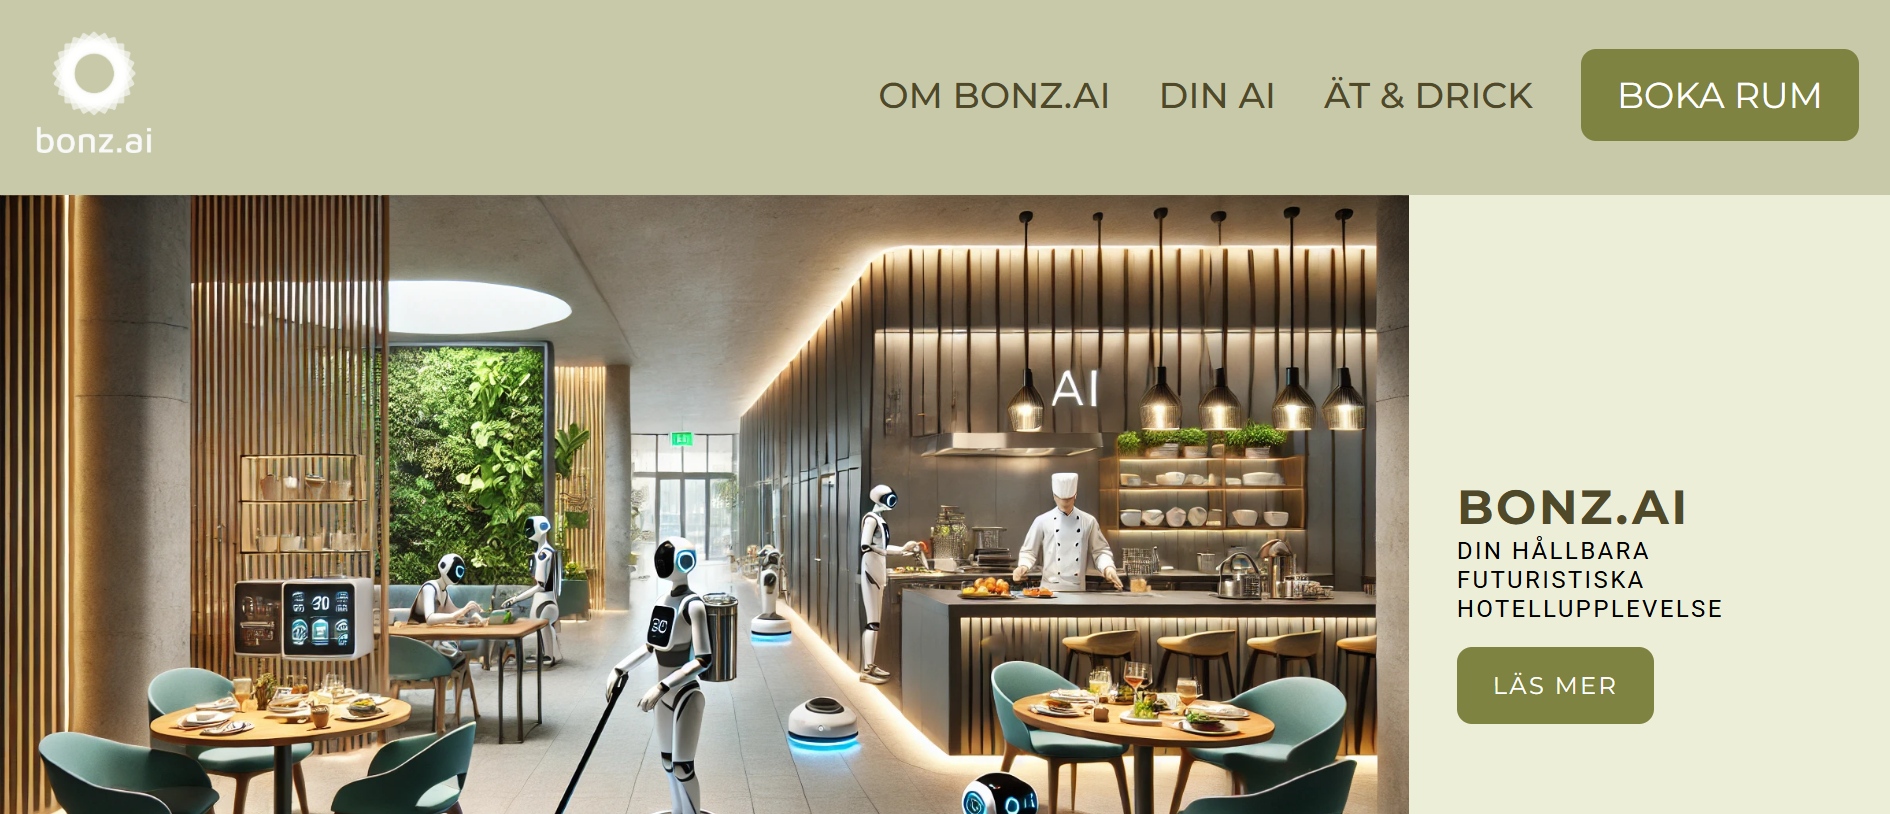 bonz.ai
OM BONZ.AI
DIN AI
ÄT & DRICK
BOKA RUM
AI
30
BONZ.AI
DIN HÅLLBARA
FUTURISTISKA
HOTELLUPPLEVELSE
LÄS MER